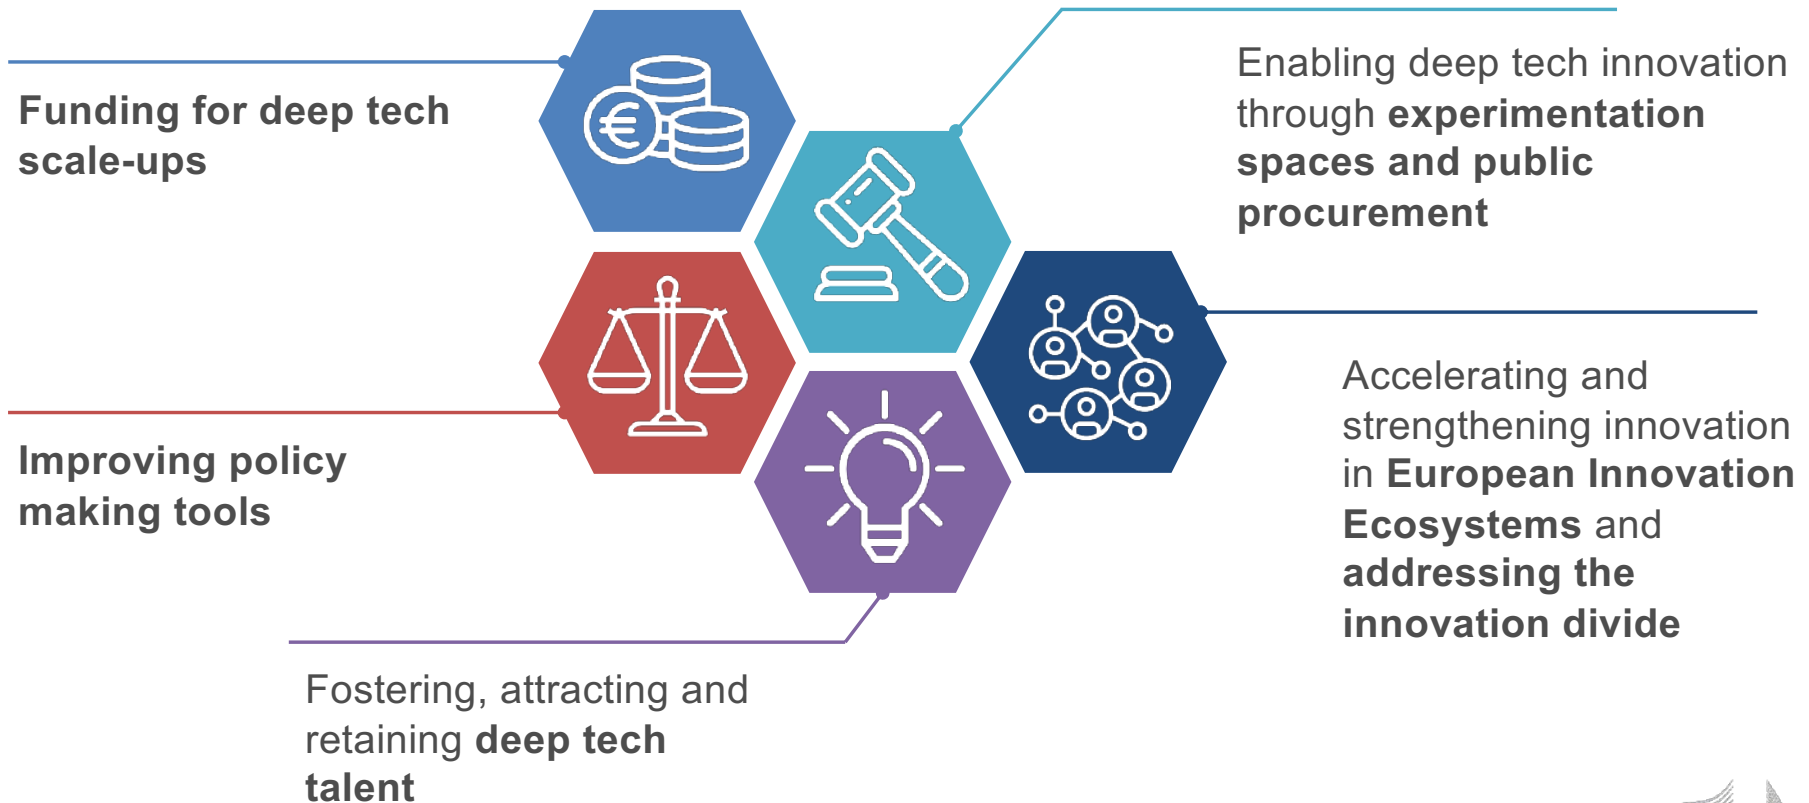 Funding for deep tech
scale-ups
Enabling deep tech innovation
through experimentation
spaces and public
procurement
Improving policy
making tools
Accelerating and
strengthening innovation
in European Innovation
Ecosystems and
addressing the
innovation divide
Fostering, attracting and
retaining deep tech
talent